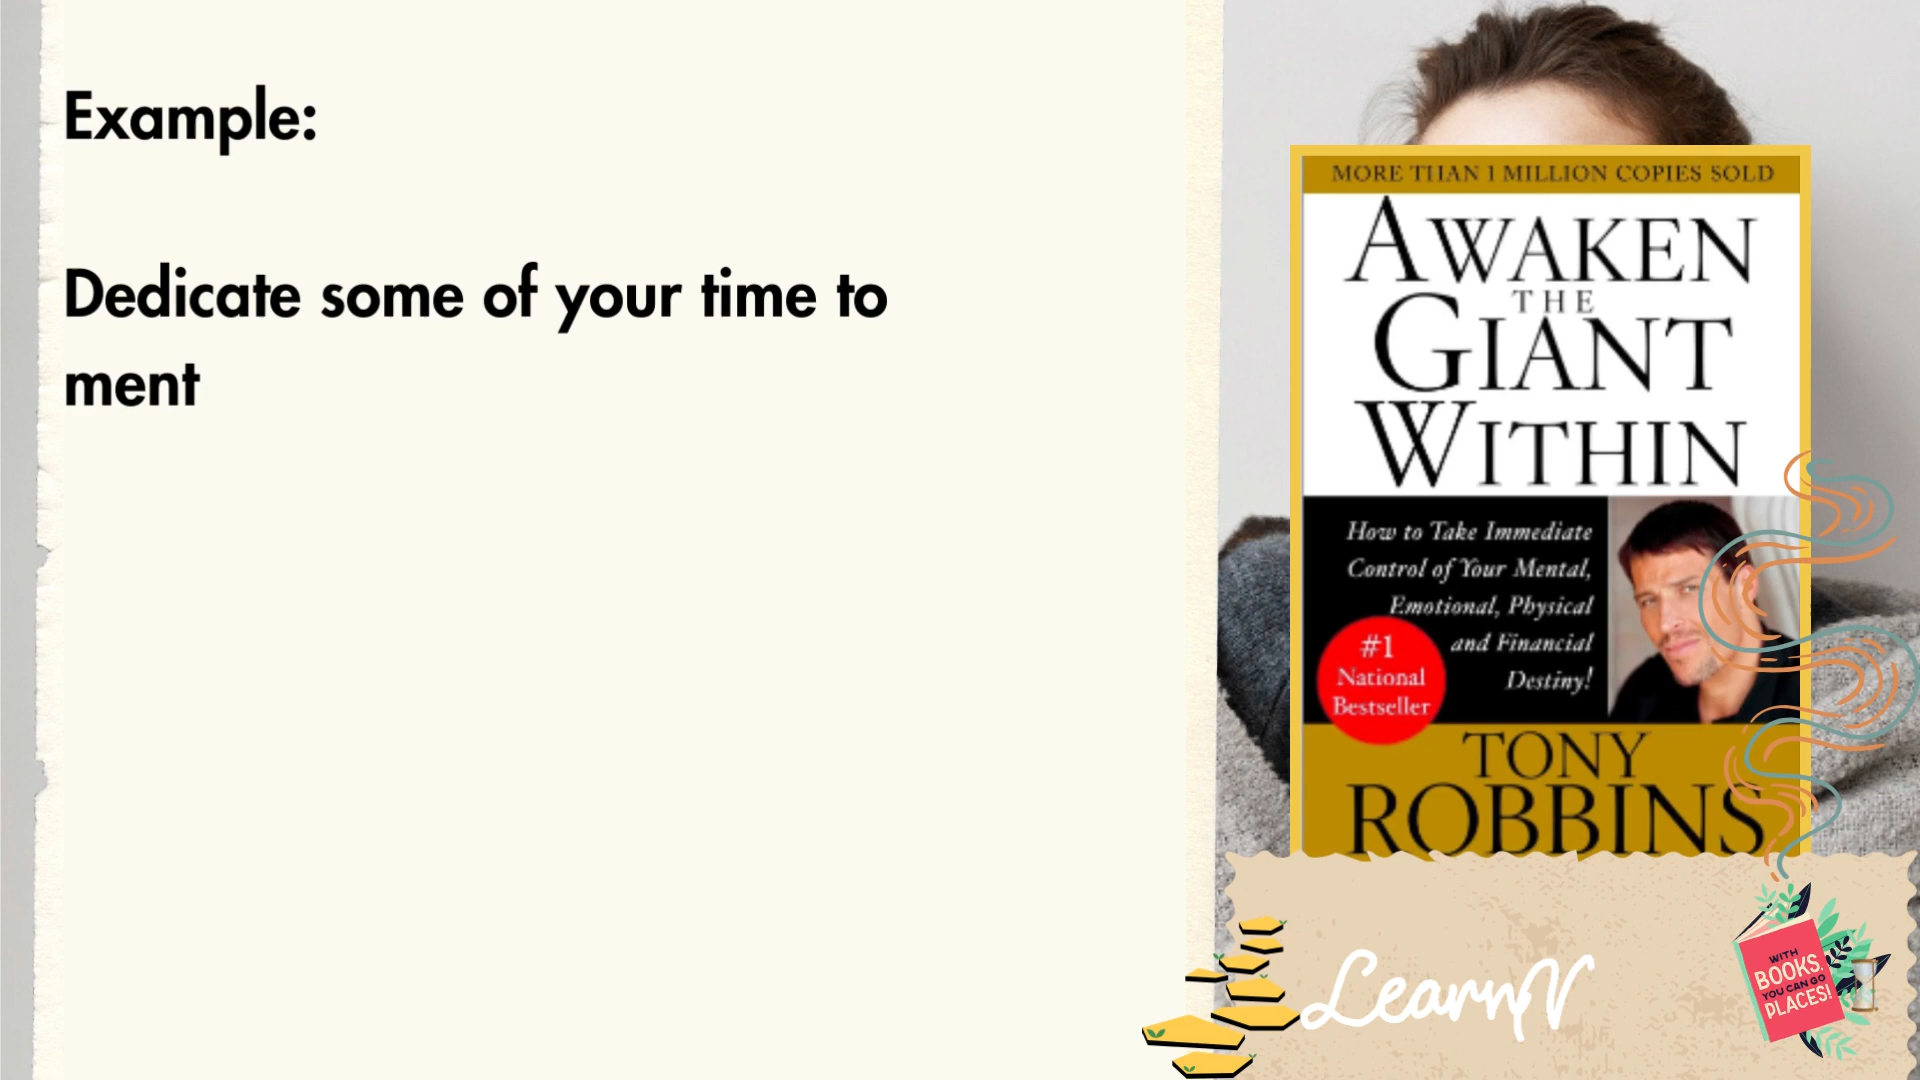 Example:
Dedicate some of your time to
ment
MORE THAN 1 MILLION COPIES SOLD
AWAKEN
THE
GIANT
WITHIN
How to Take Immediate
Control of Your Mental,
Emotional, Physical
and Financial
Destiny!
#1
National
Bestseller
TONY
ROBBINS
LearnV
WITH
BOOKS,
YOU CAN GO
PLACES!